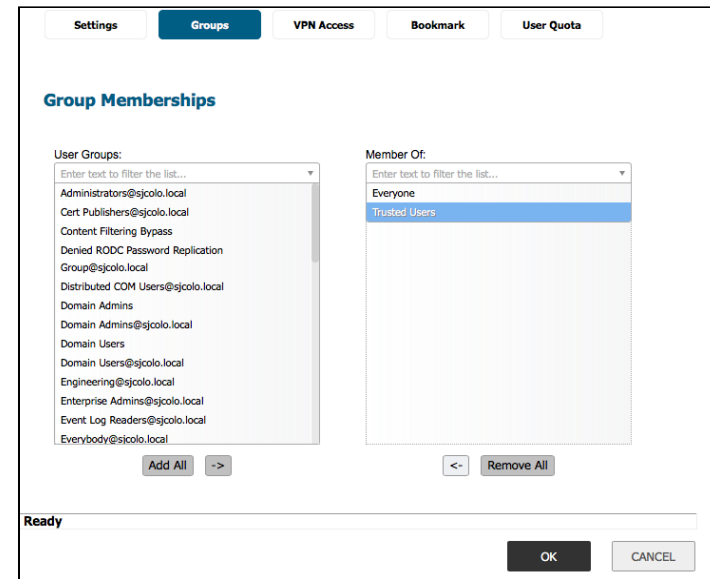 Settings
Groups
VPN Access
Bookmark
User Quota
Group Memberships
User Groups:
Enter text to filter the list...
Administrators@sjcolo.local
Cert Publishers@sjcolo.local
Content Filtering Bypass
Denied RODC Password Replication
Group@sjcolo.local
Distributed COM Users@sjcolo.local
Domain Admins
Domain Admins@sjcolo.local
Domain Users
Domain Users@sjcolo.local
Engineering@sjcolo.local
Enterprise Admins@sjcolo.local
Event Log Readers@sjcolo.local
Everybody@sjcolo.local
Add All
->
Member Of:
Enter text to filter the list...
Everyone
Trusted Users
<-
Remove All
Ready
OK
CANCEL